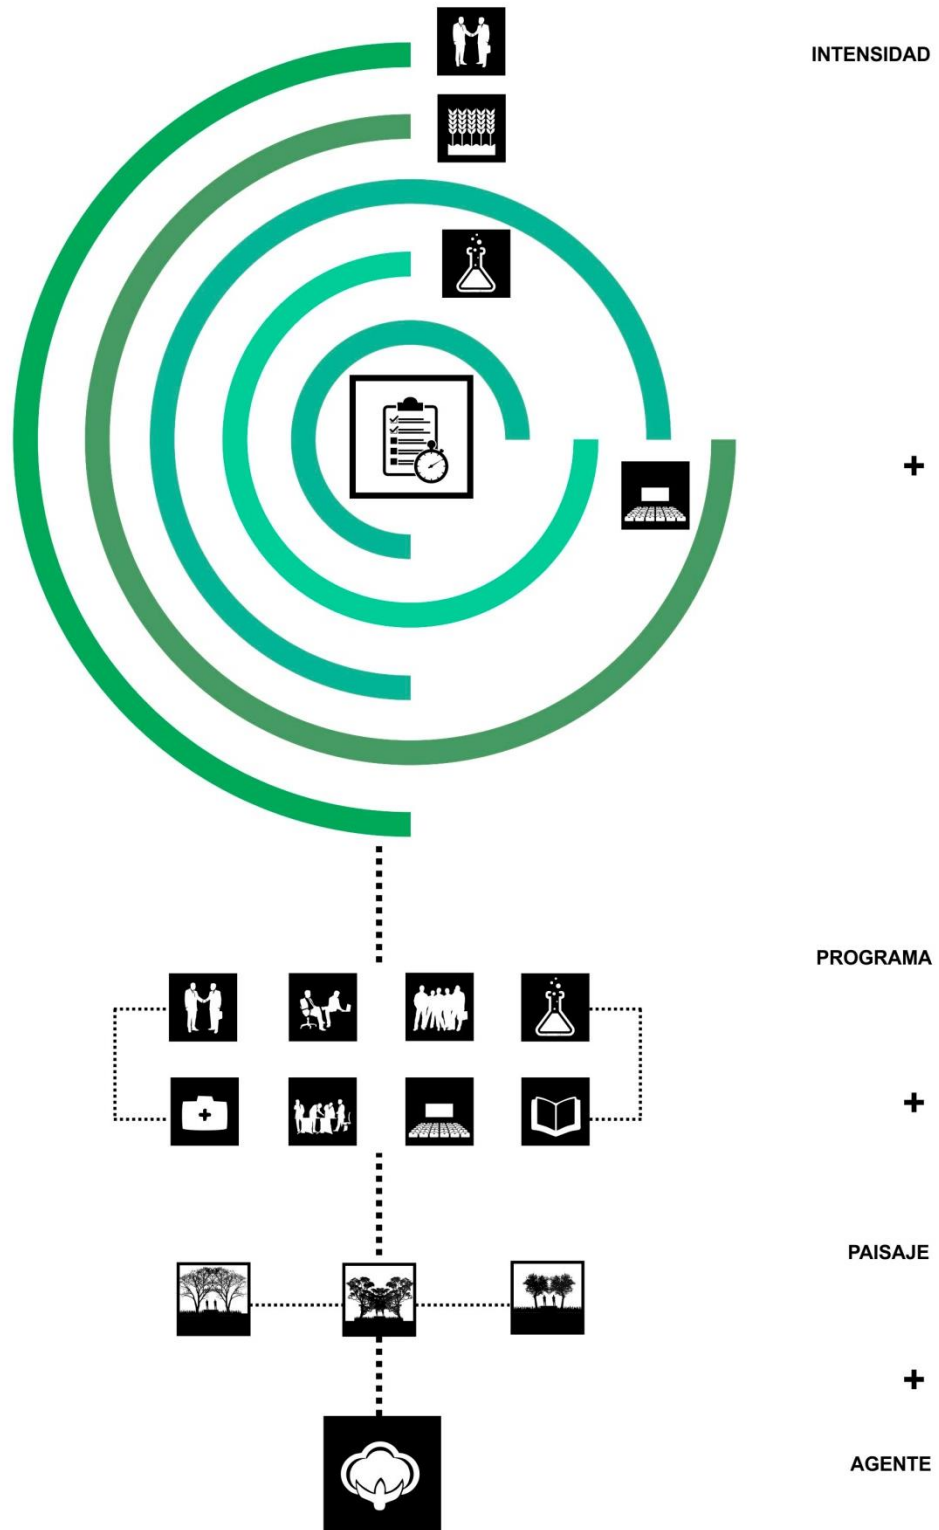 INTENSIDAD
+
PROGRAMA
+
PAISAJE
+
AGENTE